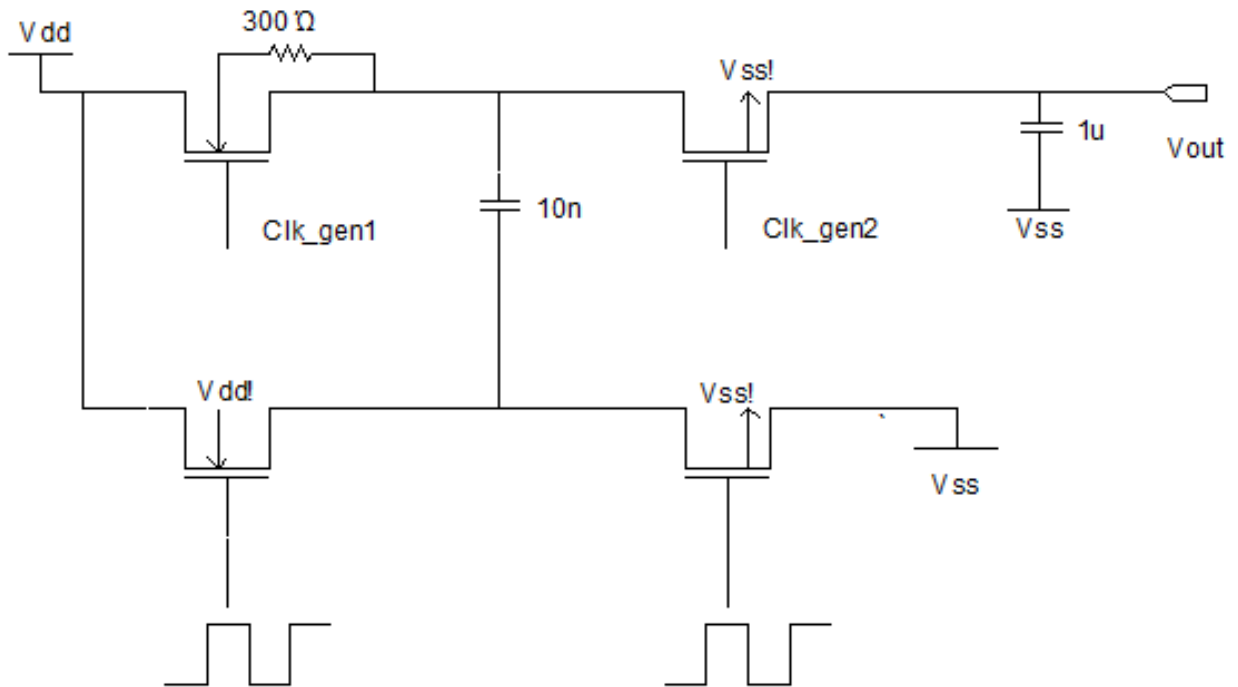 Vdd
300 Ω
Vss!
1u
Vout
10n
Clk_gen1
Clk_gen2
Vss
Vdd!
Vss!
Vss